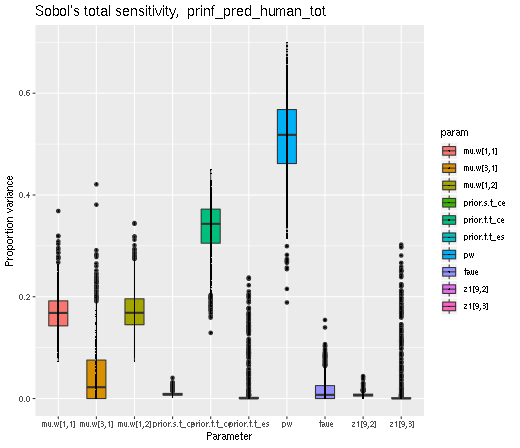 Sobol's total sensitivity, prinf_pred_human_tot
Proportion variance
0.6
0.4
0.2
0.0
mu.w[1,1] mu.w[3,1] mu.w[1,2] prior.s.t_ce prior.f.t_ce prior.f.t_es pw faue z1[9,2] z1[9,3]
Parameter
param
mu.w[1,1]
mu.w[3,1]
mu.w[1,2]
prior.s.t_ce
prior.f.t_ce
prior.f.t_es
pw
faue
z1[9,2]
z1[9,3]